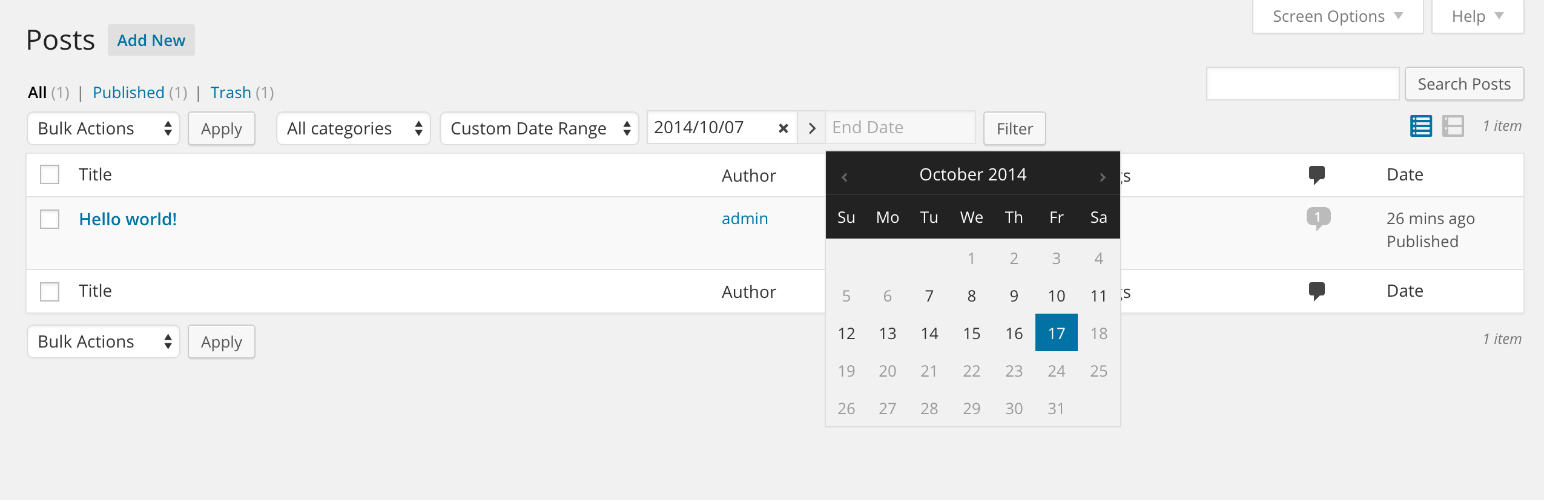 Screen Options Help
Posts Add New
All (1) | Published (1) | Trash (1)
Search Posts
Bulk Actions Apply All categories Custom Date Range 2014/10/07 × > End Date Filter 1 item
Title Author gs Date
Hello world! admin 1 26 mins ago
Published
Title Author gs Date
Bulk Actions Apply 1 item
‹ October 2014 ›
Su Mo Tu We Th Fr Sa
1 2 3 4
5 6 7 8 9 10 11
12 13 14 15 16 17 18
19 20 21 22 23 24 25
26 27 28 29 30 31